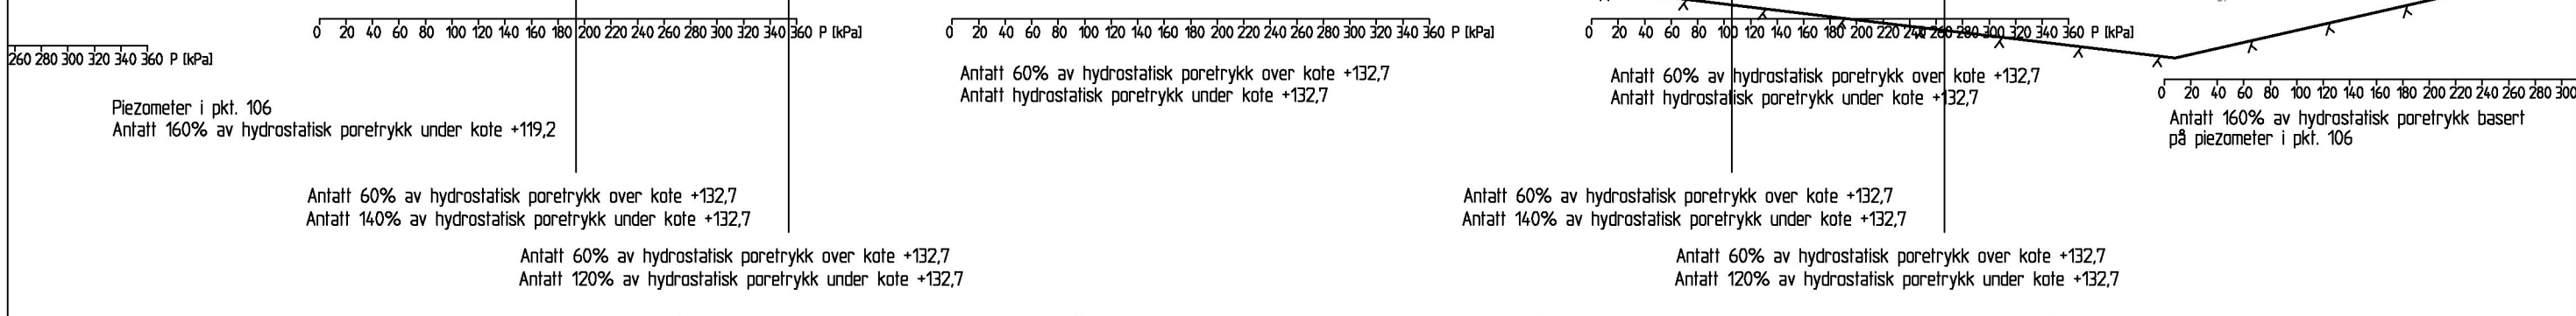 0 20 40 60 80 100 120 140 160 180 200 220 240 260 280 300 320 340 360 P [kPa]
0 20 40 60 80 100 120 140 160 180 200 220 240 260 280 300 320 340 360 P [kPa]
0 20 40 60 80 100 120 140 160 180 200 220 240 260 280 300 320 340 360 P [kPa]
260 280 300 320 340 360 P [kPa]
Antatt 60% av hydrostatisk poretrykk over kote +132,7
Antatt hydrostatisk poretrykk under kote +132,7
Antatt 60% av hydrostatisk poretrykk over kote +132,7
Antatt hydrostatisk poretrykk under kote +132,7
0 20 40 60 80 100 120 140 160 180 200 220 240 260 280 300
Piezometer i pkt. 106
Antatt 160% av hydrostatisk poretrykk under kote +119,2
Antatt 160% av hydrostatisk poretrykk basert
på piezometer i pkt. 106
Antatt 60% av hydrostatisk poretrykk over kote +132,7
Antatt 140% av hydrostatisk poretrykk under kote +132,7
Antatt 60% av hydrostatisk poretrykk over kote +132,7
Antatt 140% av hydrostatisk poretrykk under kote +132,7
Antatt 60% av hydrostatisk poretrykk over kote +132,7
Antatt 120% av hydrostatisk poretrykk under kote +132,7
Antatt 60% av hydrostatisk poretrykk over kote +132,7
Antatt 120% av hydrostatisk poretrykk under kote +132,7